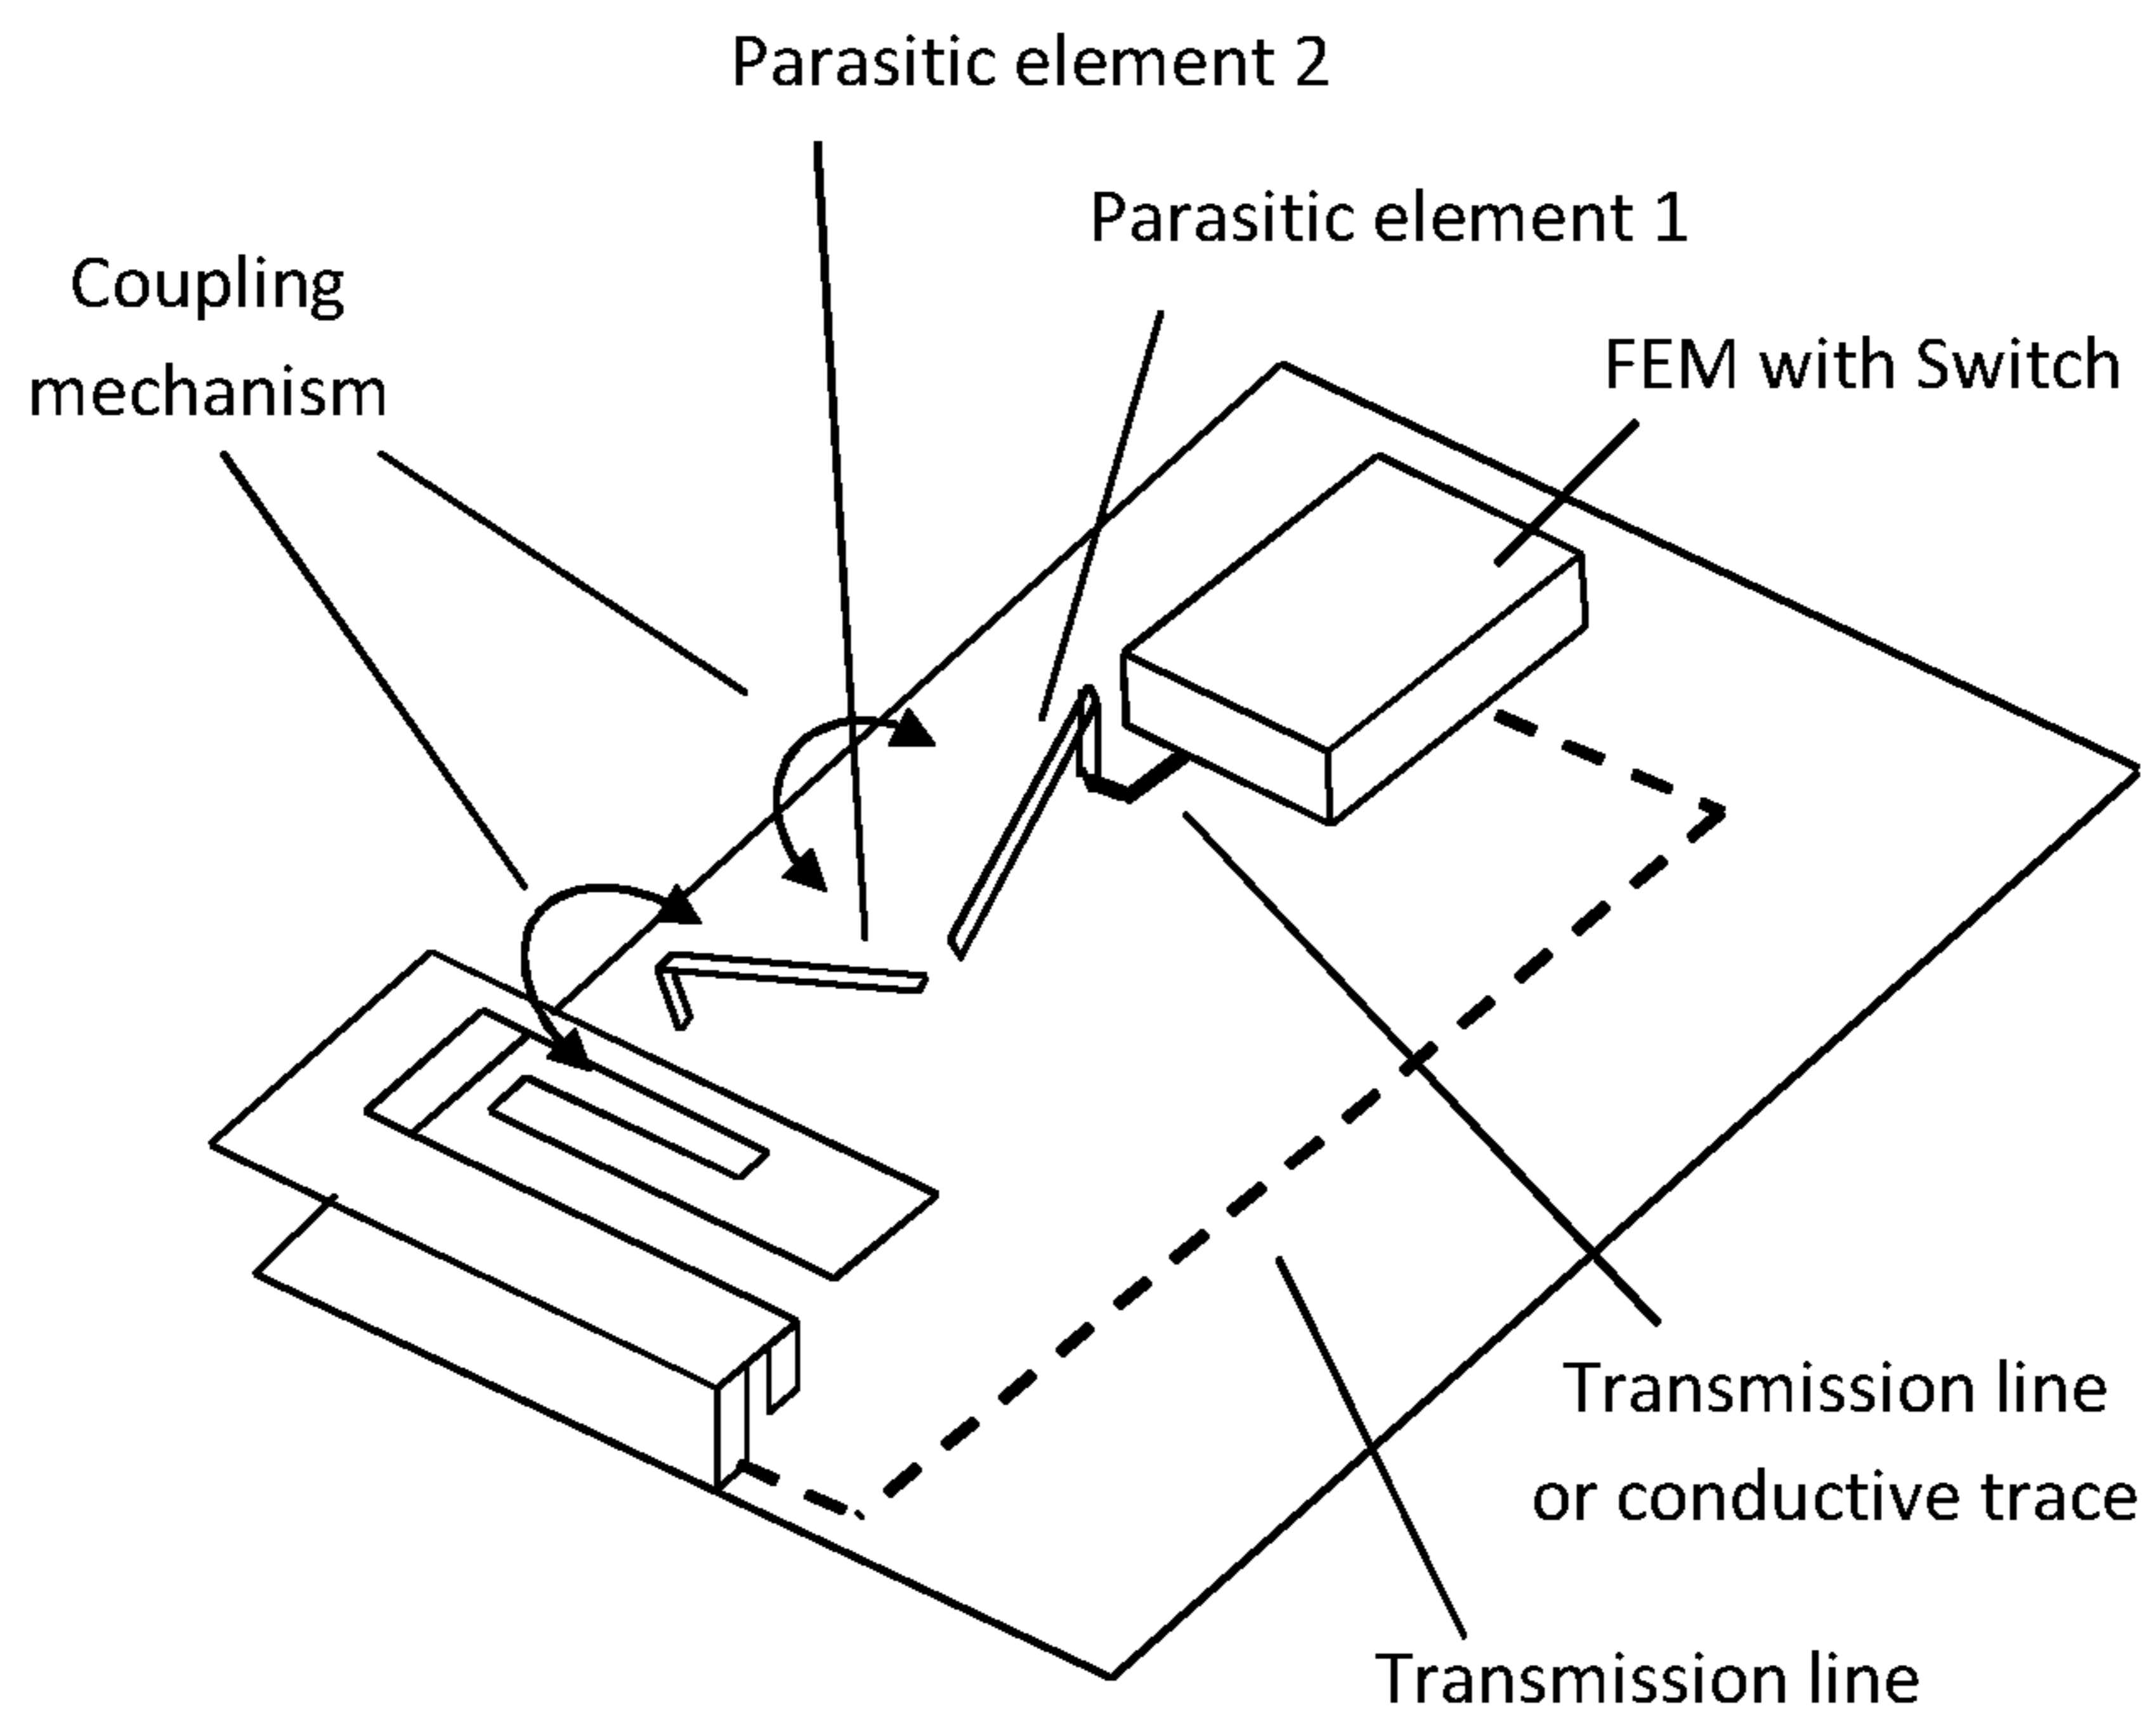 Parasitic element 2
Parasitic element 1
Coupling
mechanism
FEM with Switch
Transmission line
or conductive trace
Transmission line